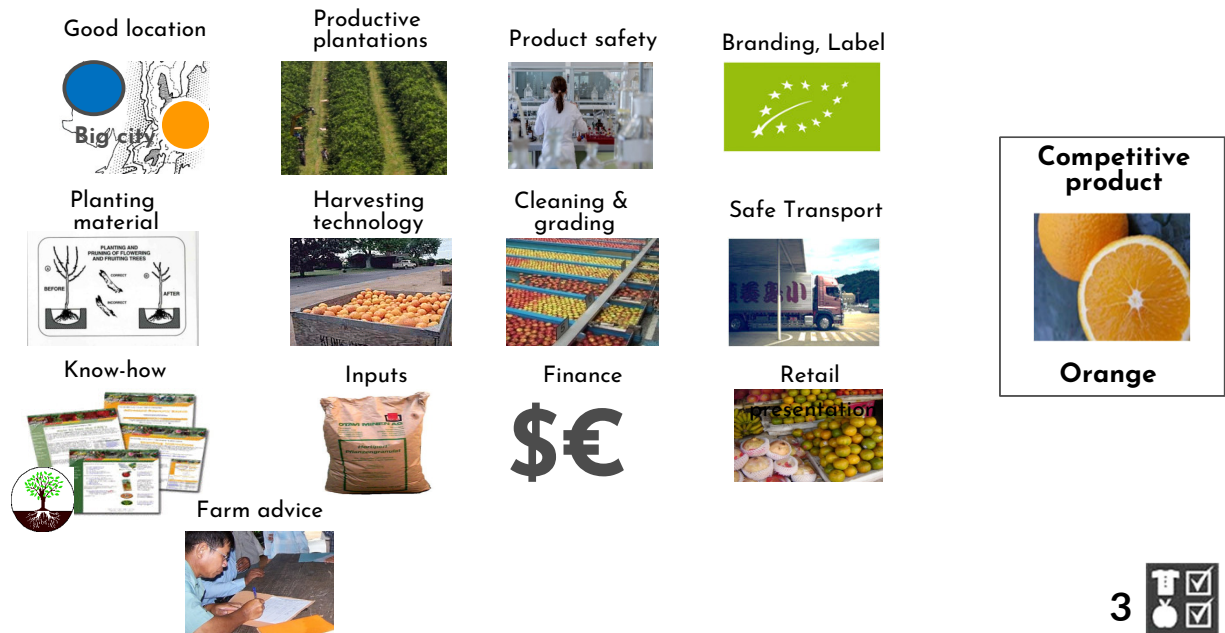 Good location
Productive
plantations
Product safety
Branding, Label
Big city
Planting
material
Harvesting
technology
Cleaning &
grading
Safe Transport
PLANTING AND
PRUNING OF FLOWERING
AND FRUITING TREES
BEFORE
CORRECT
INCORRECT
AFTER
Competitive
product
Orange
Know-how
Inputs
Finance
Retail
presentation
$€
Farm advice
3